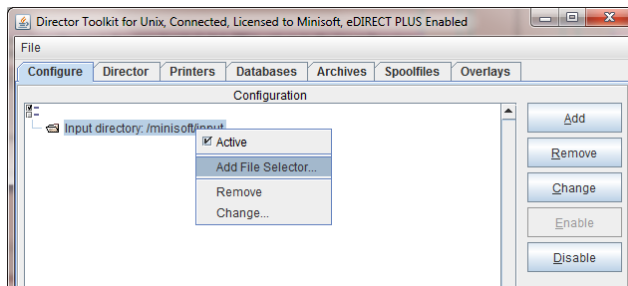 Director Toolkit for Unix, Connected, Licensed to Minisoft, eDIRECT PLUS Enabled
File
Configure Director Printers Databases Archives Spoolfiles Overlays
Configuration
Input directory: /minisoft/input
Active
Add File Selector...
Remove
Change...
Add
Remove
Change
Enable
Disable